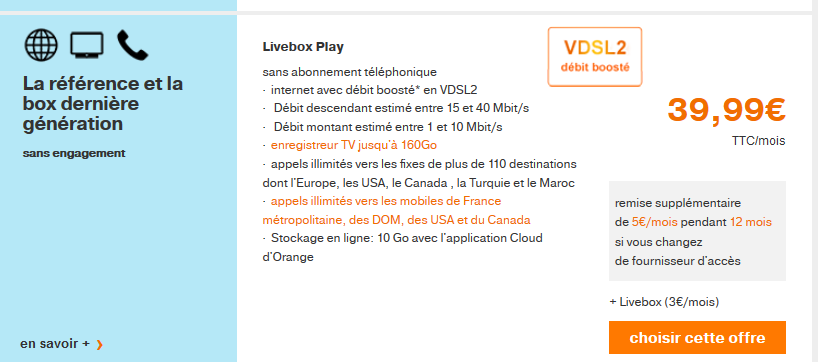 La référence et la
box dernière
génération
sans engagement
en savoir + ›
Livebox Play
sans abonnement téléphonique
· internet avec débit boosté* en VDSL2
· Débit descendant estimé entre 15 et 40 Mbit/s
· Débit montant estimé entre 1 et 10 Mbit/s
· enregistreur TV jusqu'à 160Go
· appels illimités vers les fixes de plus de 110 destinations
dont l'Europe, les USA, le Canada , la Turquie et le Maroc
· appels illimités vers les mobiles de France
métropolitaine, des DOM, des USA et du Canada
· Stockage en ligne: 10 Go avec l'application Cloud
d'Orange
VDSL2
débit boosté
39,99€
TTC/mois
remise supplémentaire
de 5€/mois pendant 12 mois
si vous changez
de fournisseur d'accès
+ Livebox (3€/mois)
choisir cette offre